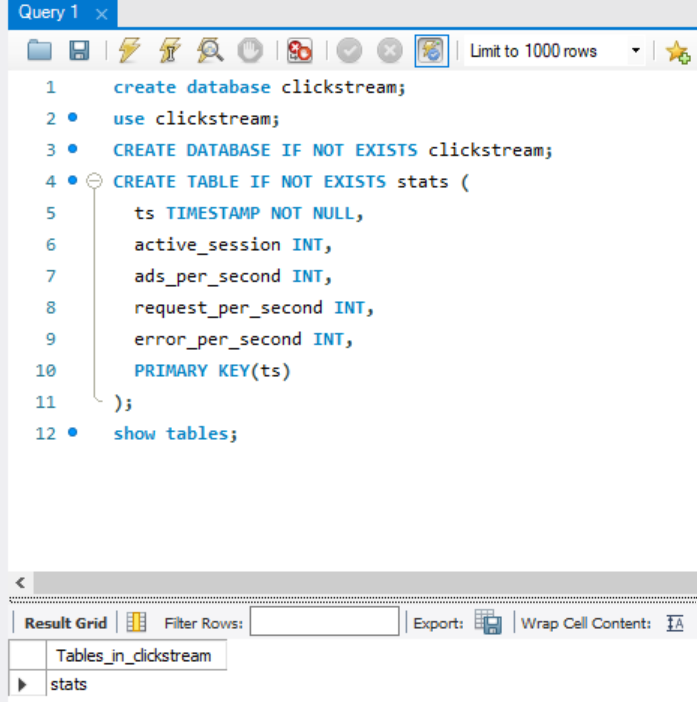 Query 1 ×
Limit to 1000 rows
1 create database clickstream;
2 use clickstream;
3 CREATE DATABASE IF NOT EXISTS clickstream;
4 CREATE TABLE IF NOT EXISTS stats (
5 ts TIMESTAMP NOT NULL,
6 active_session INT,
7 ads_per_second INT,
8 request_per_second INT,
9 error_per_second INT,
10 PRIMARY KEY(ts)
11 );
12 show tables;
Result Grid Filter Rows: Export: Wrap Cell Content: IA
Tables_in_clickstream
stats